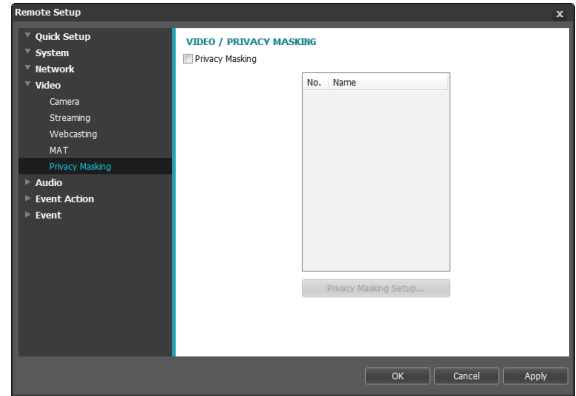 Remote Setup
x
Quick Setup
System
Network
Video
Camera
Streaming
Webcasting
MAT
Privacy Masking
Audio
Event Action
Event
VIDEO / PRIVACY MASKING
Privacy Masking
No. Name
Privacy Masking Setup...
OK Cancel Apply